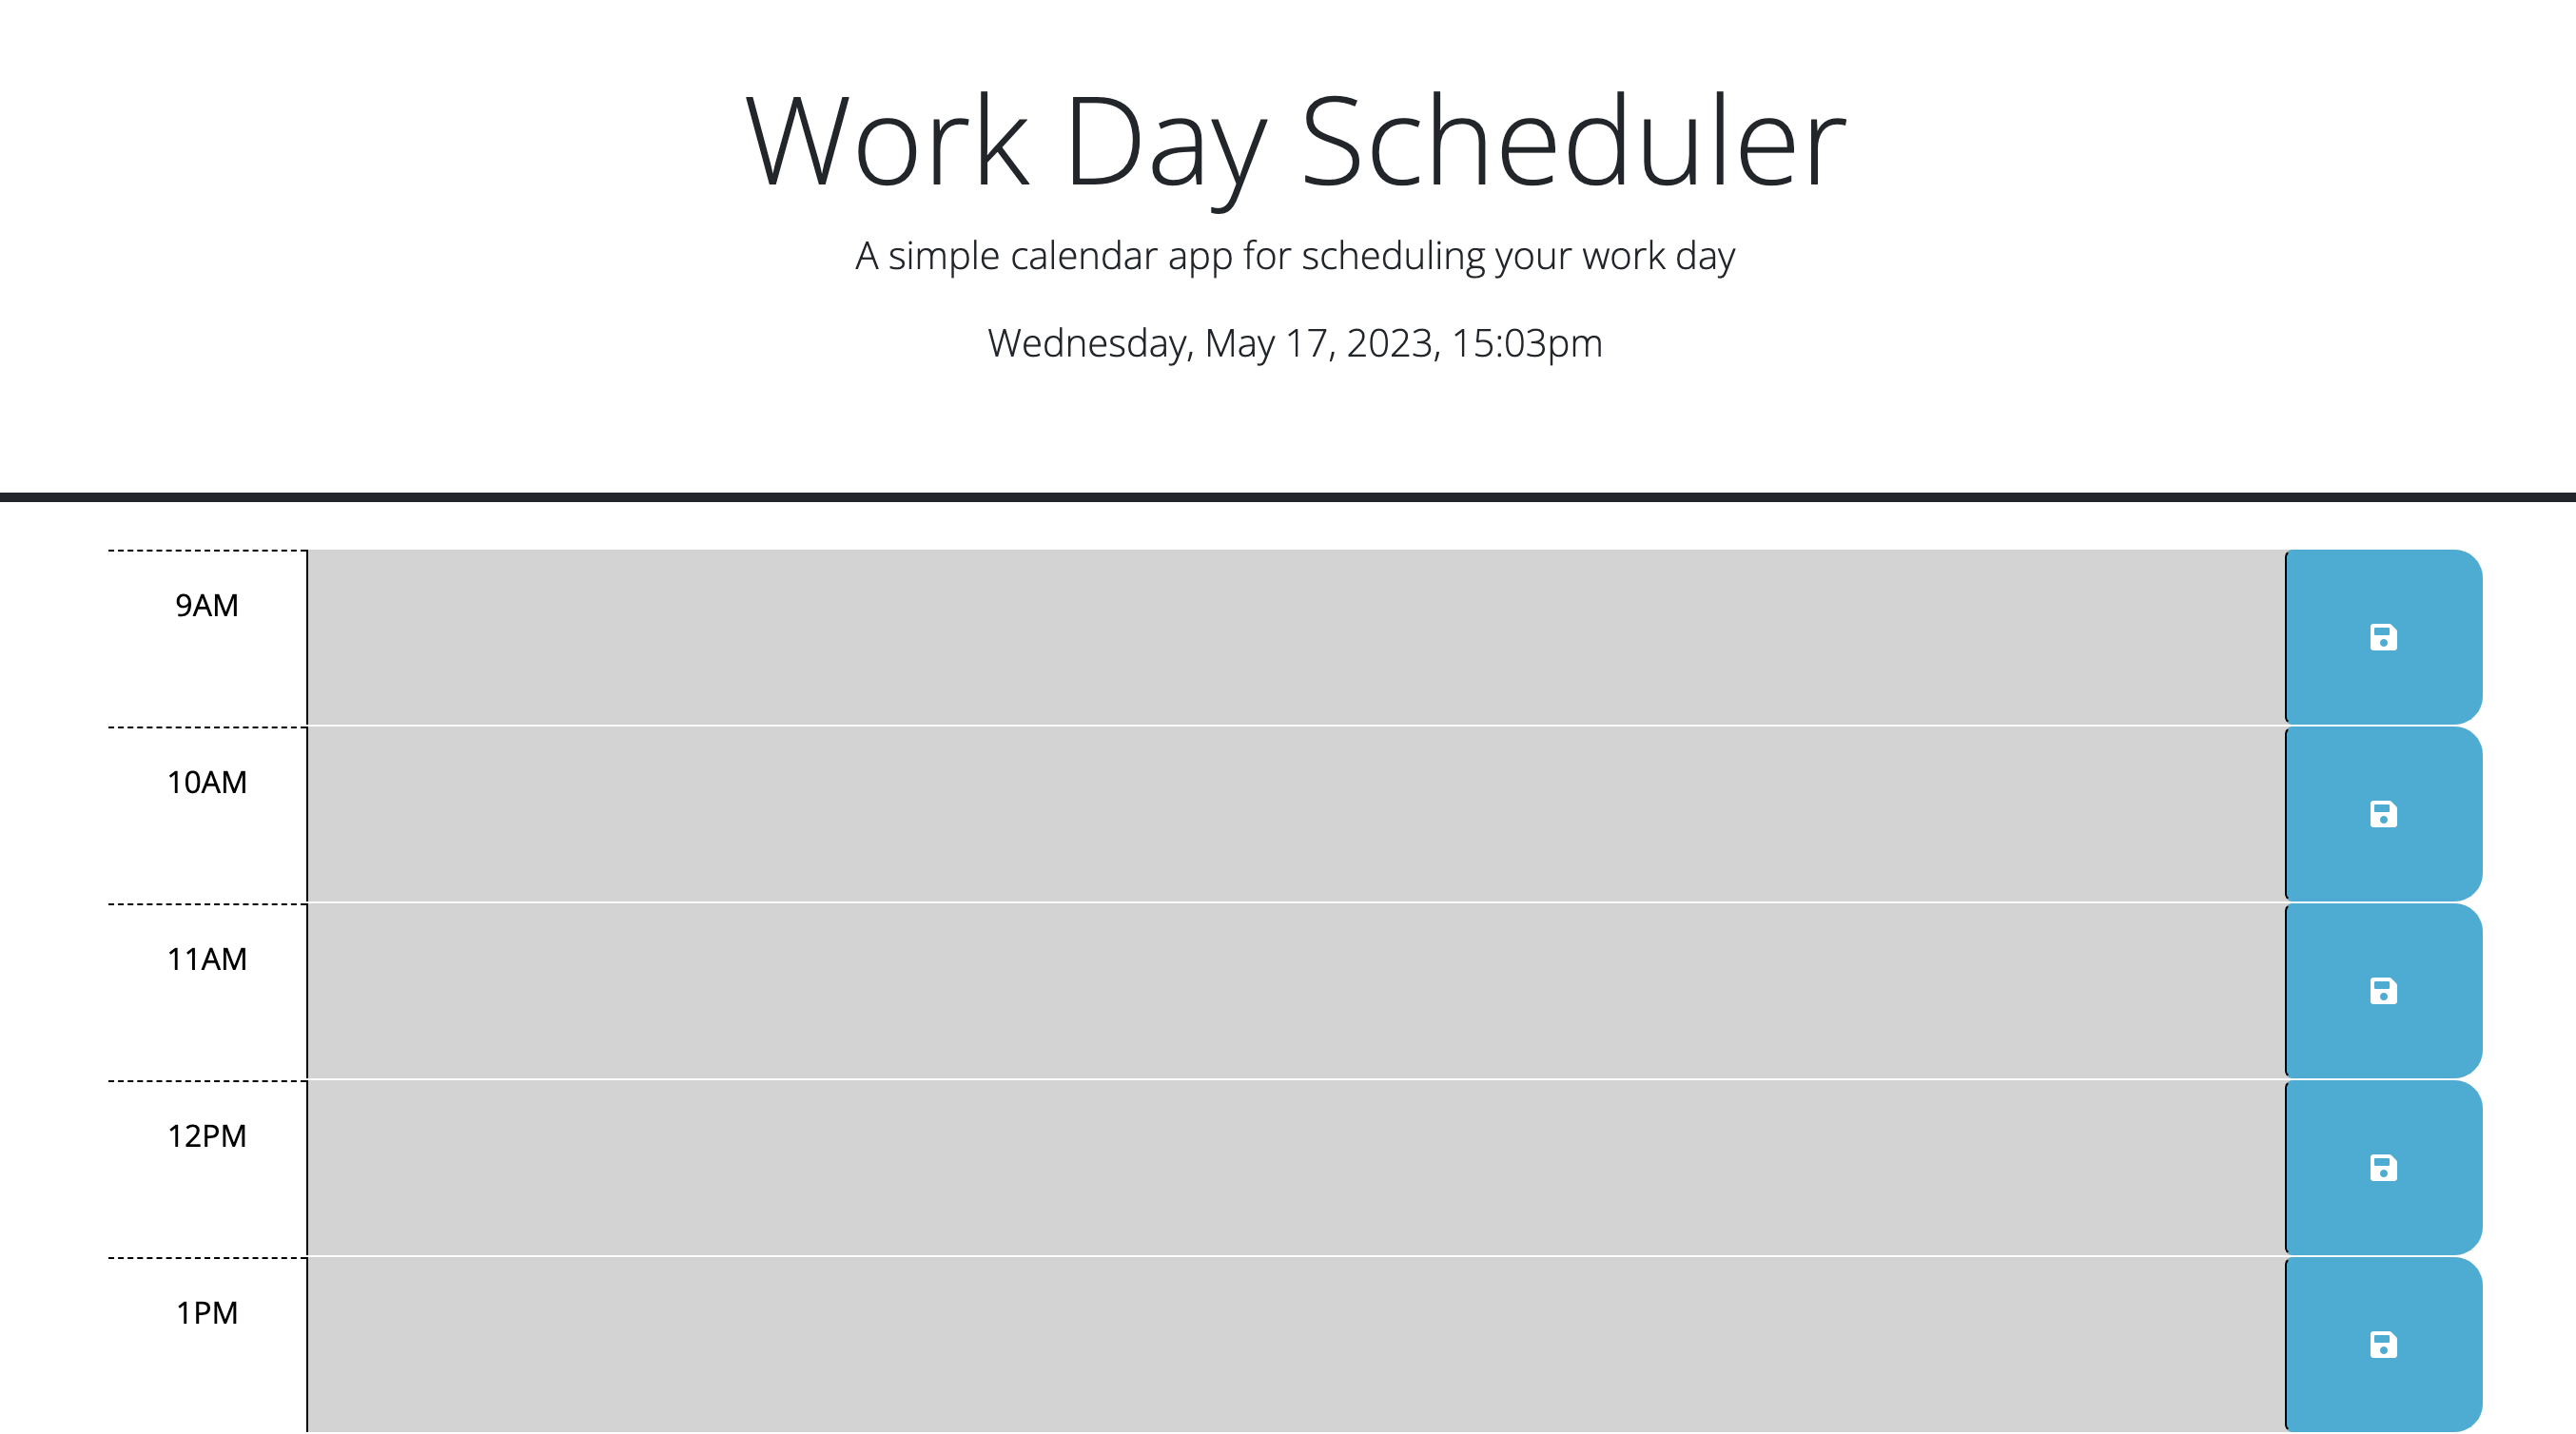 Work Day Scheduler
A simple calendar app for scheduling your work day
Wednesday, May 17, 2023, 15:03pm
9AM
10AM
11AM
12PM
1PM